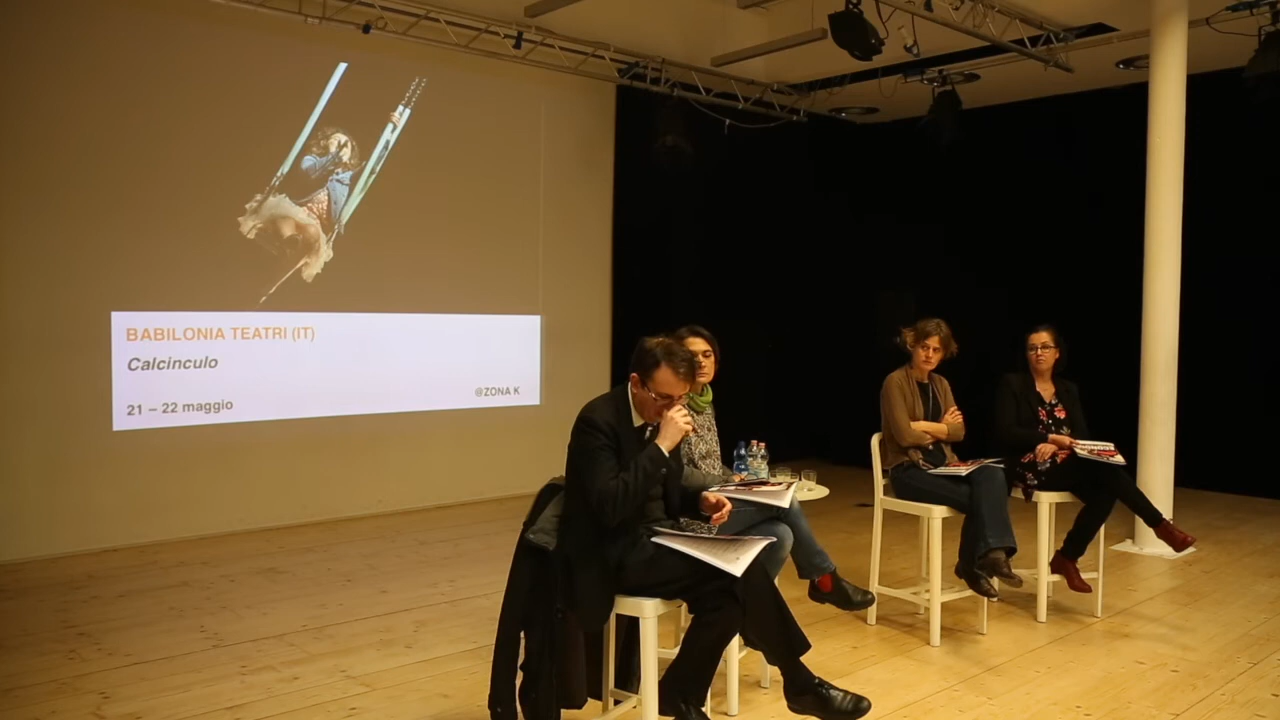 BABILONIA TEATRI (IT)
Calcinculo
21 – 22 maggio
@ZONA K